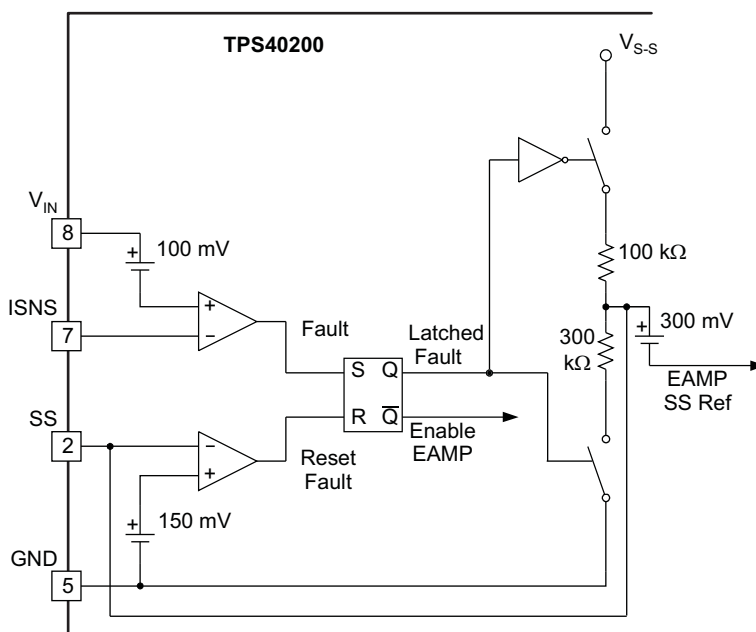 TPS40200
V_S-S
V_IN
8
+
100 mV
100 kΩ
ISNS
7
+
−
Fault
Latched
Fault
300
kΩ
+
300 mV
S Q
R Q̅
EAMP
SS Ref
SS
2
−
+
Reset
Fault
Enable
EAMP
+
150 mV
GND
5